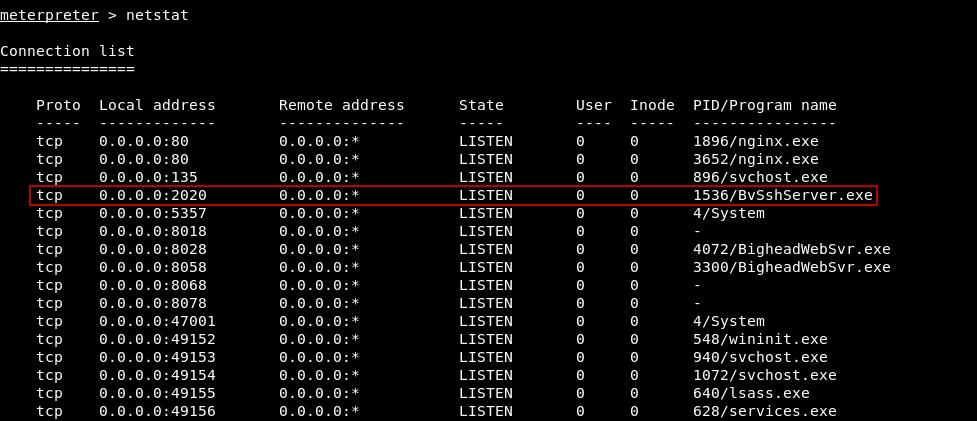 meterpreter > netstat
Connection list
===============
Proto Local address Remote address State User Inode PID/Program name
----- ------------- -------------- ----- ---- ----- ----------------
tcp 0.0.0.0:80 0.0.0.0:* LISTEN 0 0 1896/nginx.exe
tcp 0.0.0.0:80 0.0.0.0:* LISTEN 0 0 3652/nginx.exe
tcp 0.0.0.0:135 0.0.0.0:* LISTEN 0 0 896/svchost.exe
tcp 0.0.0.0:2020 0.0.0.0:* LISTEN 0 0 1536/BvSshServer.exe
tcp 0.0.0.0:5357 0.0.0.0:* LISTEN 0 0 4/System
tcp 0.0.0.0:8018 0.0.0.0:* LISTEN 0 0 -
tcp 0.0.0.0:8028 0.0.0.0:* LISTEN 0 0 4072/BigheadWebSvr.exe
tcp 0.0.0.0:8058 0.0.0.0:* LISTEN 0 0 3300/BigheadWebSvr.exe
tcp 0.0.0.0:8068 0.0.0.0:* LISTEN 0 0 -
tcp 0.0.0.0:8078 0.0.0.0:* LISTEN 0 0 -
tcp 0.0.0.0:47001 0.0.0.0:* LISTEN 0 0 4/System
tcp 0.0.0.0:49152 0.0.0.0:* LISTEN 0 0 548/wininit.exe
tcp 0.0.0.0:49153 0.0.0.0:* LISTEN 0 0 940/svchost.exe
tcp 0.0.0.0:49154 0.0.0.0:* LISTEN 0 0 1072/svchost.exe
tcp 0.0.0.0:49155 0.0.0.0:* LISTEN 0 0 640/lsass.exe
tcp 0.0.0.0:49156 0.0.0.0:* LISTEN 0 0 628/services.exe